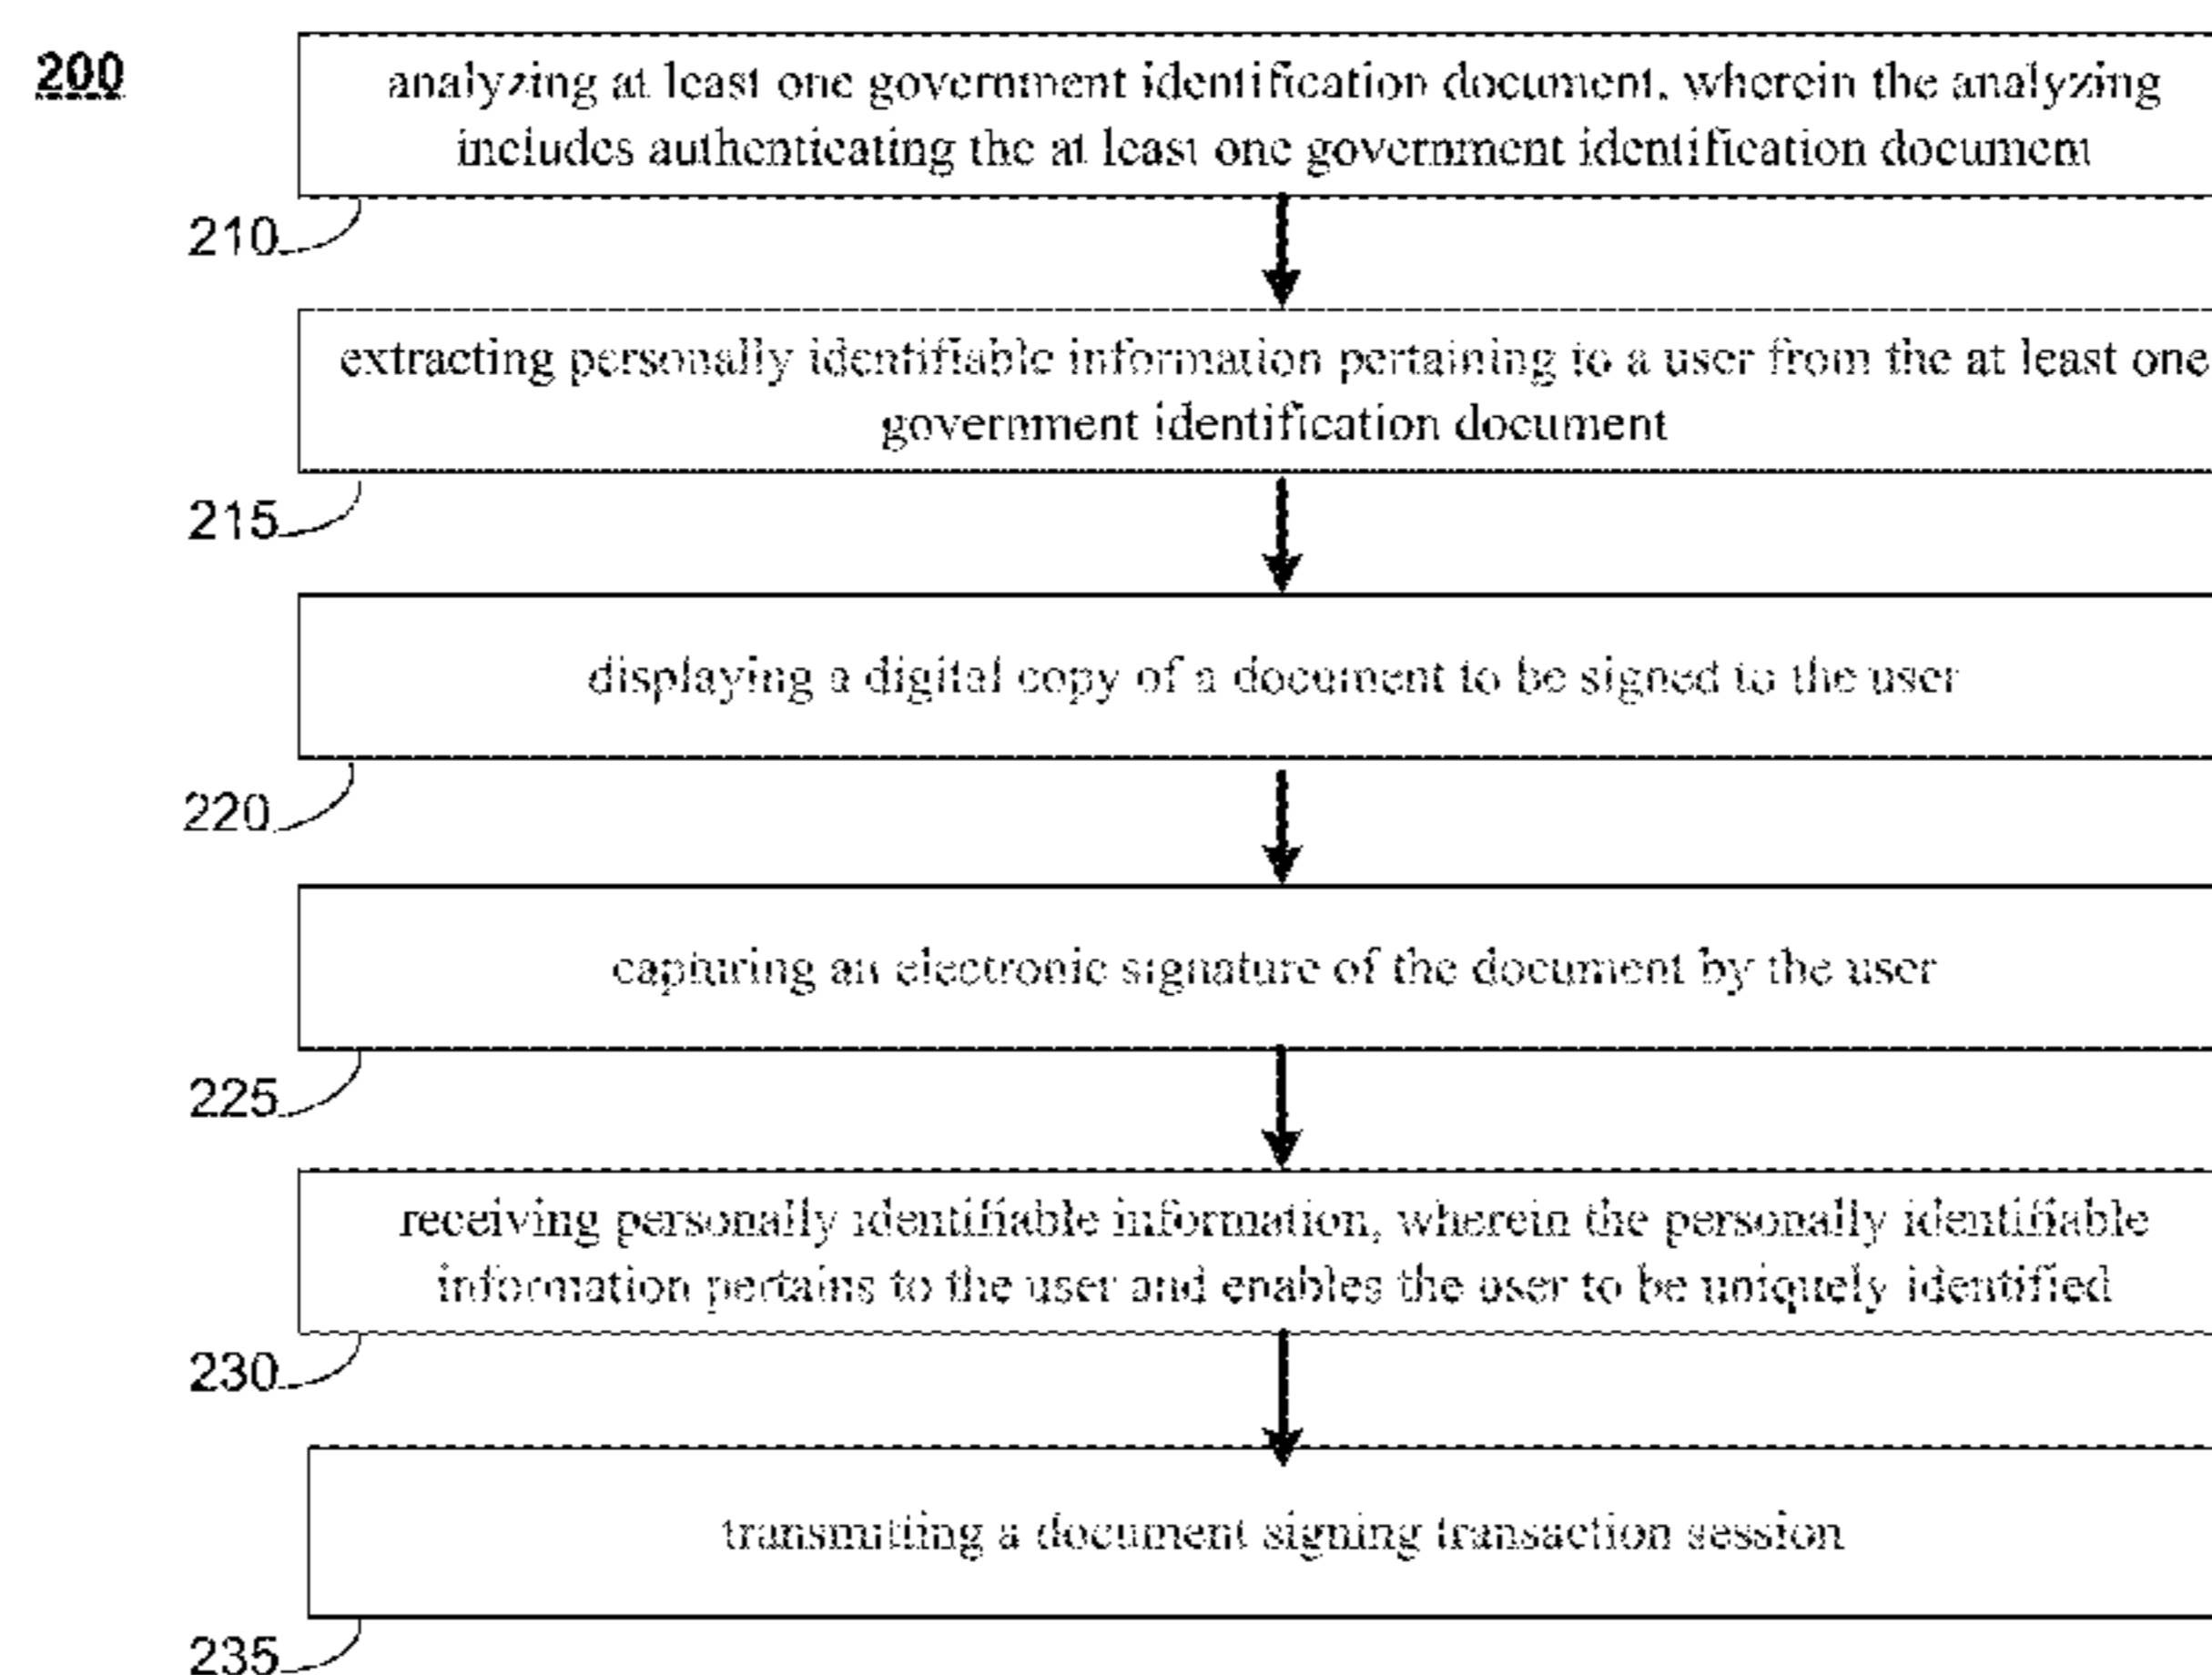 200
analyzing at least one government identification document, wherein the analyzing
includes authenticating the at least one government identification document
210
extracting personally identifiable information pertaining to a user from the at least one
government identification document
215
displaying a digital copy of a document to be signed to the user
220
capturing an electronic signature of the document by the user
225
receiving personally identifiable information, wherein the personally identifiable
information pertains to the user and enables the user to be uniquely identified
230
transmitting a document signing transaction session
235